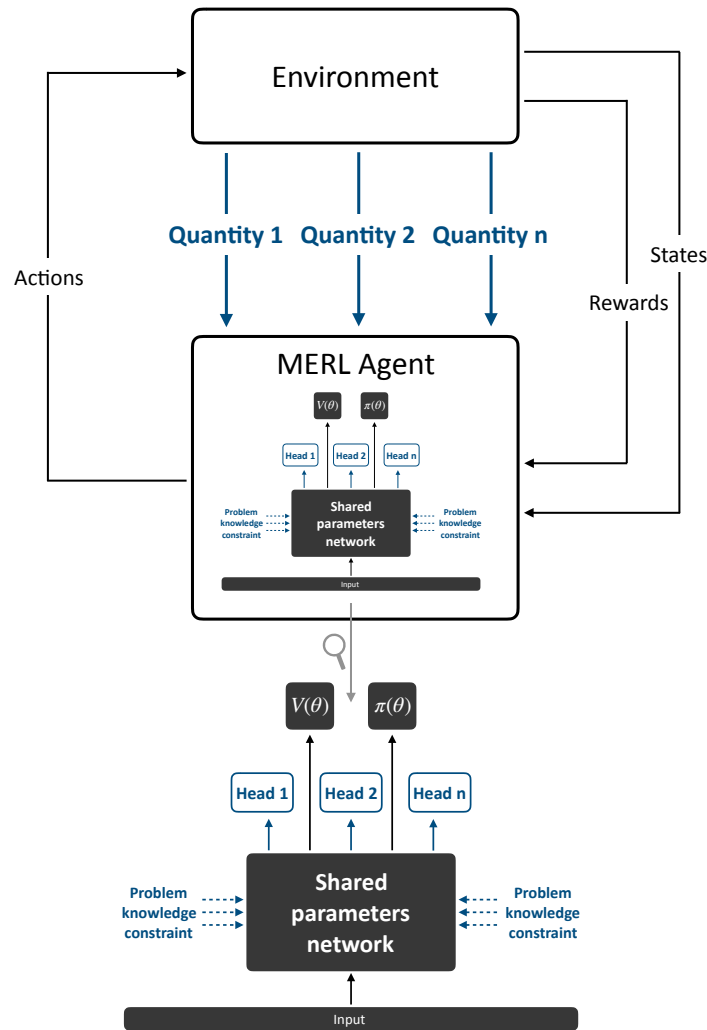 Environment
Quantity 1
Quantity 2
Quantity n
States
Actions
Rewards
MERL Agent
V(θ)
π(θ)
Head 1
Head 2
Head n
Problem
knowledge
constraint
Shared
parameters
network
Problem
knowledge
constraint
Input
V(θ)
π(θ)
Head 1
Head 2
Head n
Problem
knowledge
constraint
Shared
parameters
network
Problem
knowledge
constraint
Input